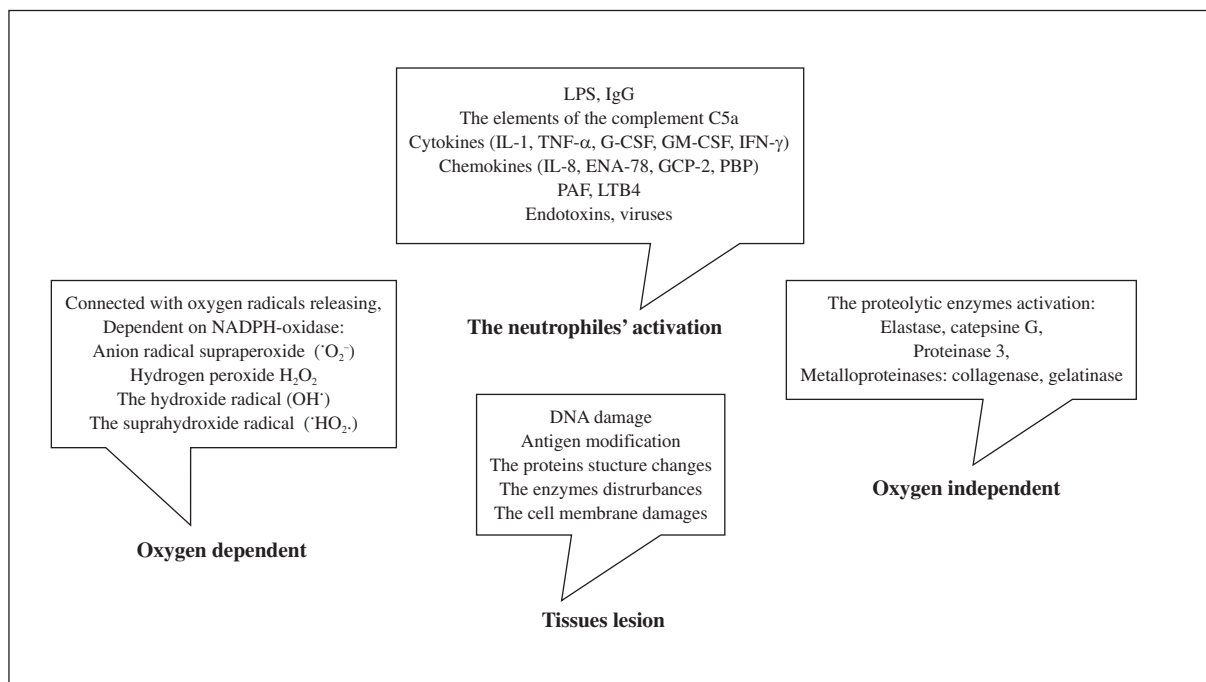 LPS, IgG
The elements of the complement C5a
Cytokines (IL-1, TNF-α, G-CSF, GM-CSF, IFN-γ)
Chemokines (IL-8, ENA-78, GCP-2, PBP)
PAF, LTB4
Endotoxins, viruses
The neutrophiles' activation
Connected with oxygen radicals releasing,
Dependent on NADPH-oxidase:
Anion radical supraperoxide (˙O₂⁻)
Hydrogen peroxide H₂O₂
The hydroxide radical (OH˙)
The suprahydroxide radical (˙HO₂.)
Oxygen dependent
DNA damage
Antigen modification
The proteins stucture changes
The enzymes distrurbances
The cell membrane damages
Tissues lesion
The proteolytic enzymes activation:
Elastase, catepsine G,
Proteinase 3,
Metalloproteinases: collagenase, gelatinase
Oxygen independent